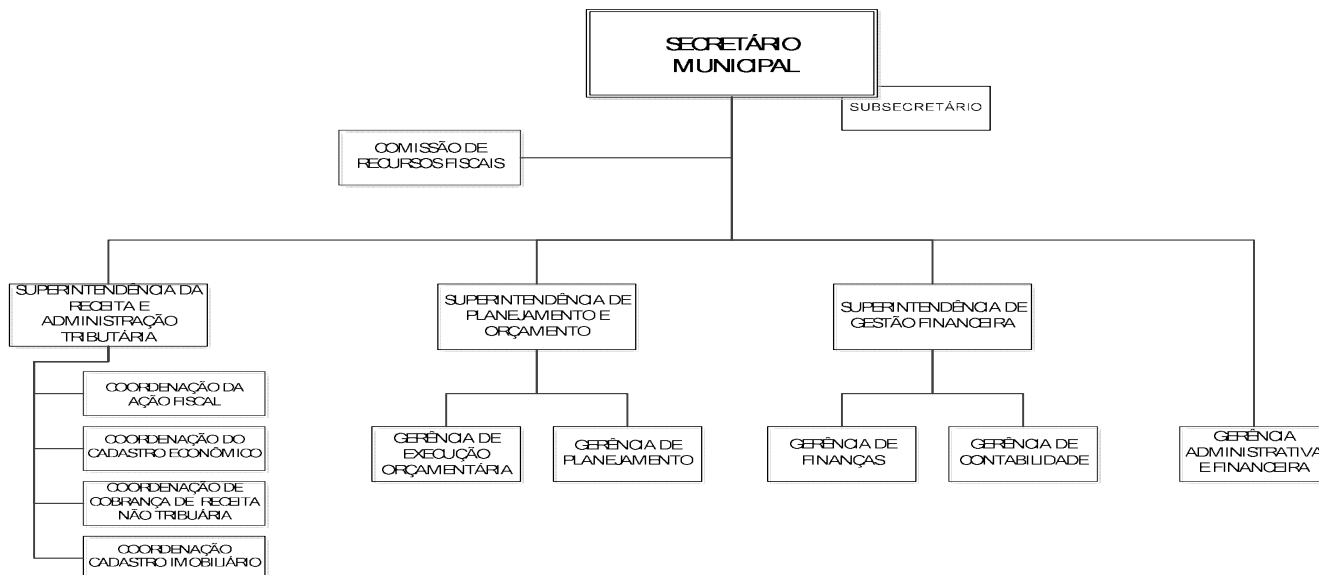 SECRETÁRIO
MUNICIPAL
SUBSECRETÁRIO
COMISSÃO DE
RECURSOS FISCAIS
SUPERINTENDÊNCIA DA
RECEITA E
ADMINISTRAÇÃO
TRIBUTÁRIA
COORDENAÇÃO DA
AÇÃO FISCAL
COORDENAÇÃO DO
CADASTRO ECONÔMICO
COORDENAÇÃO DE
COBRANÇA DE RECEITA
NÃO TRIBUÁRIA
COORDENAÇÃO
CADASTRO IMOBILIÁRIO
SUPERINTENDÊNCIA DE
PLANEJAMENTO E
ORÇAMENTO
GERÊNCIA DE
EXECUÇÃO
ORÇAMENTÁRIA
GERÊNCIA DE
PLANEJAMENTO
SUPERINTENDÊNCIA DE
GESTÃO FINANCEIRA
GERÊNCIA DE
FINANÇAS
GERÊNCIA DE
CONTABILIDADE
GERÊNCIA
ADMINISTRATIVA
E FINANCEIRA